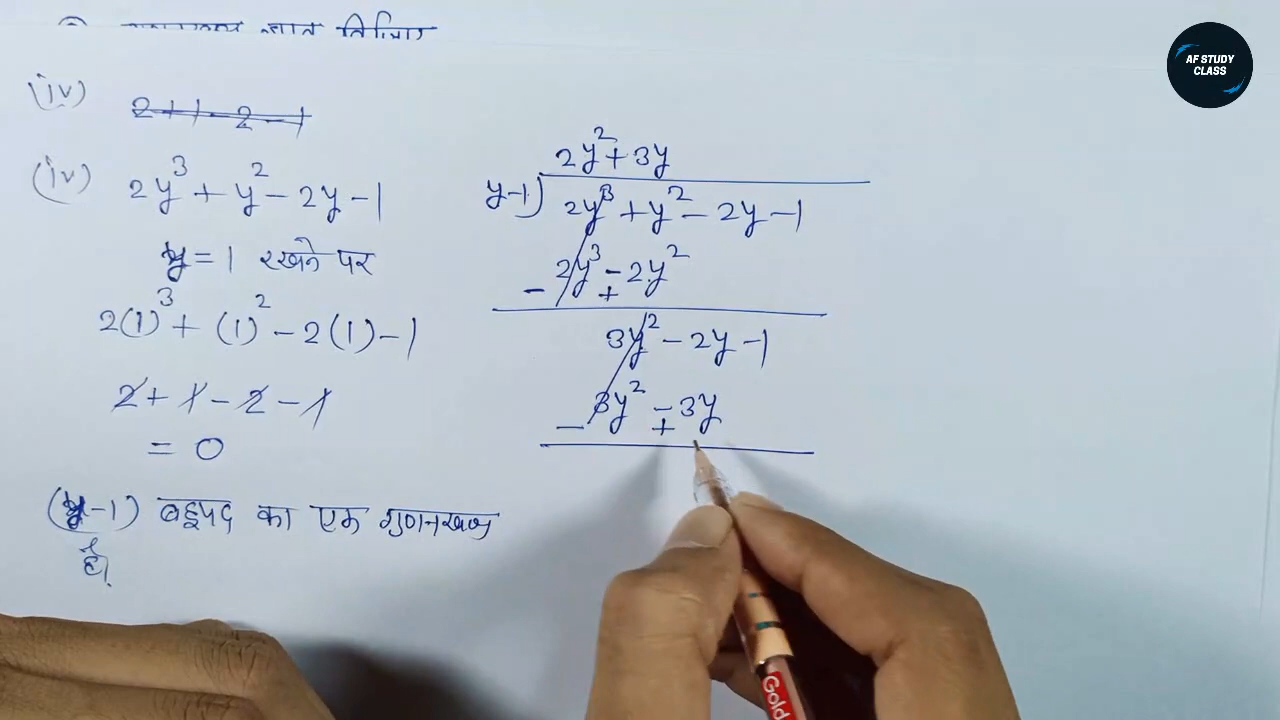 AF STUDY
CLASS
(iv) 2+1-2-1
(iv) 2y³ + y² - 2y - 1
y = 1 रखने पर
2(1)³ + (1)² - 2(1) - 1
2 + 1 - 2 - 1
= 0
(y-1) बहूपद का एक गुणनखण्ड
है।
2y² + 3y
y-1) 2y³ + y² - 2y - 1
2y³ - 2y²
- +
3y² - 2y - 1
3y² - 3y
- +
Gold